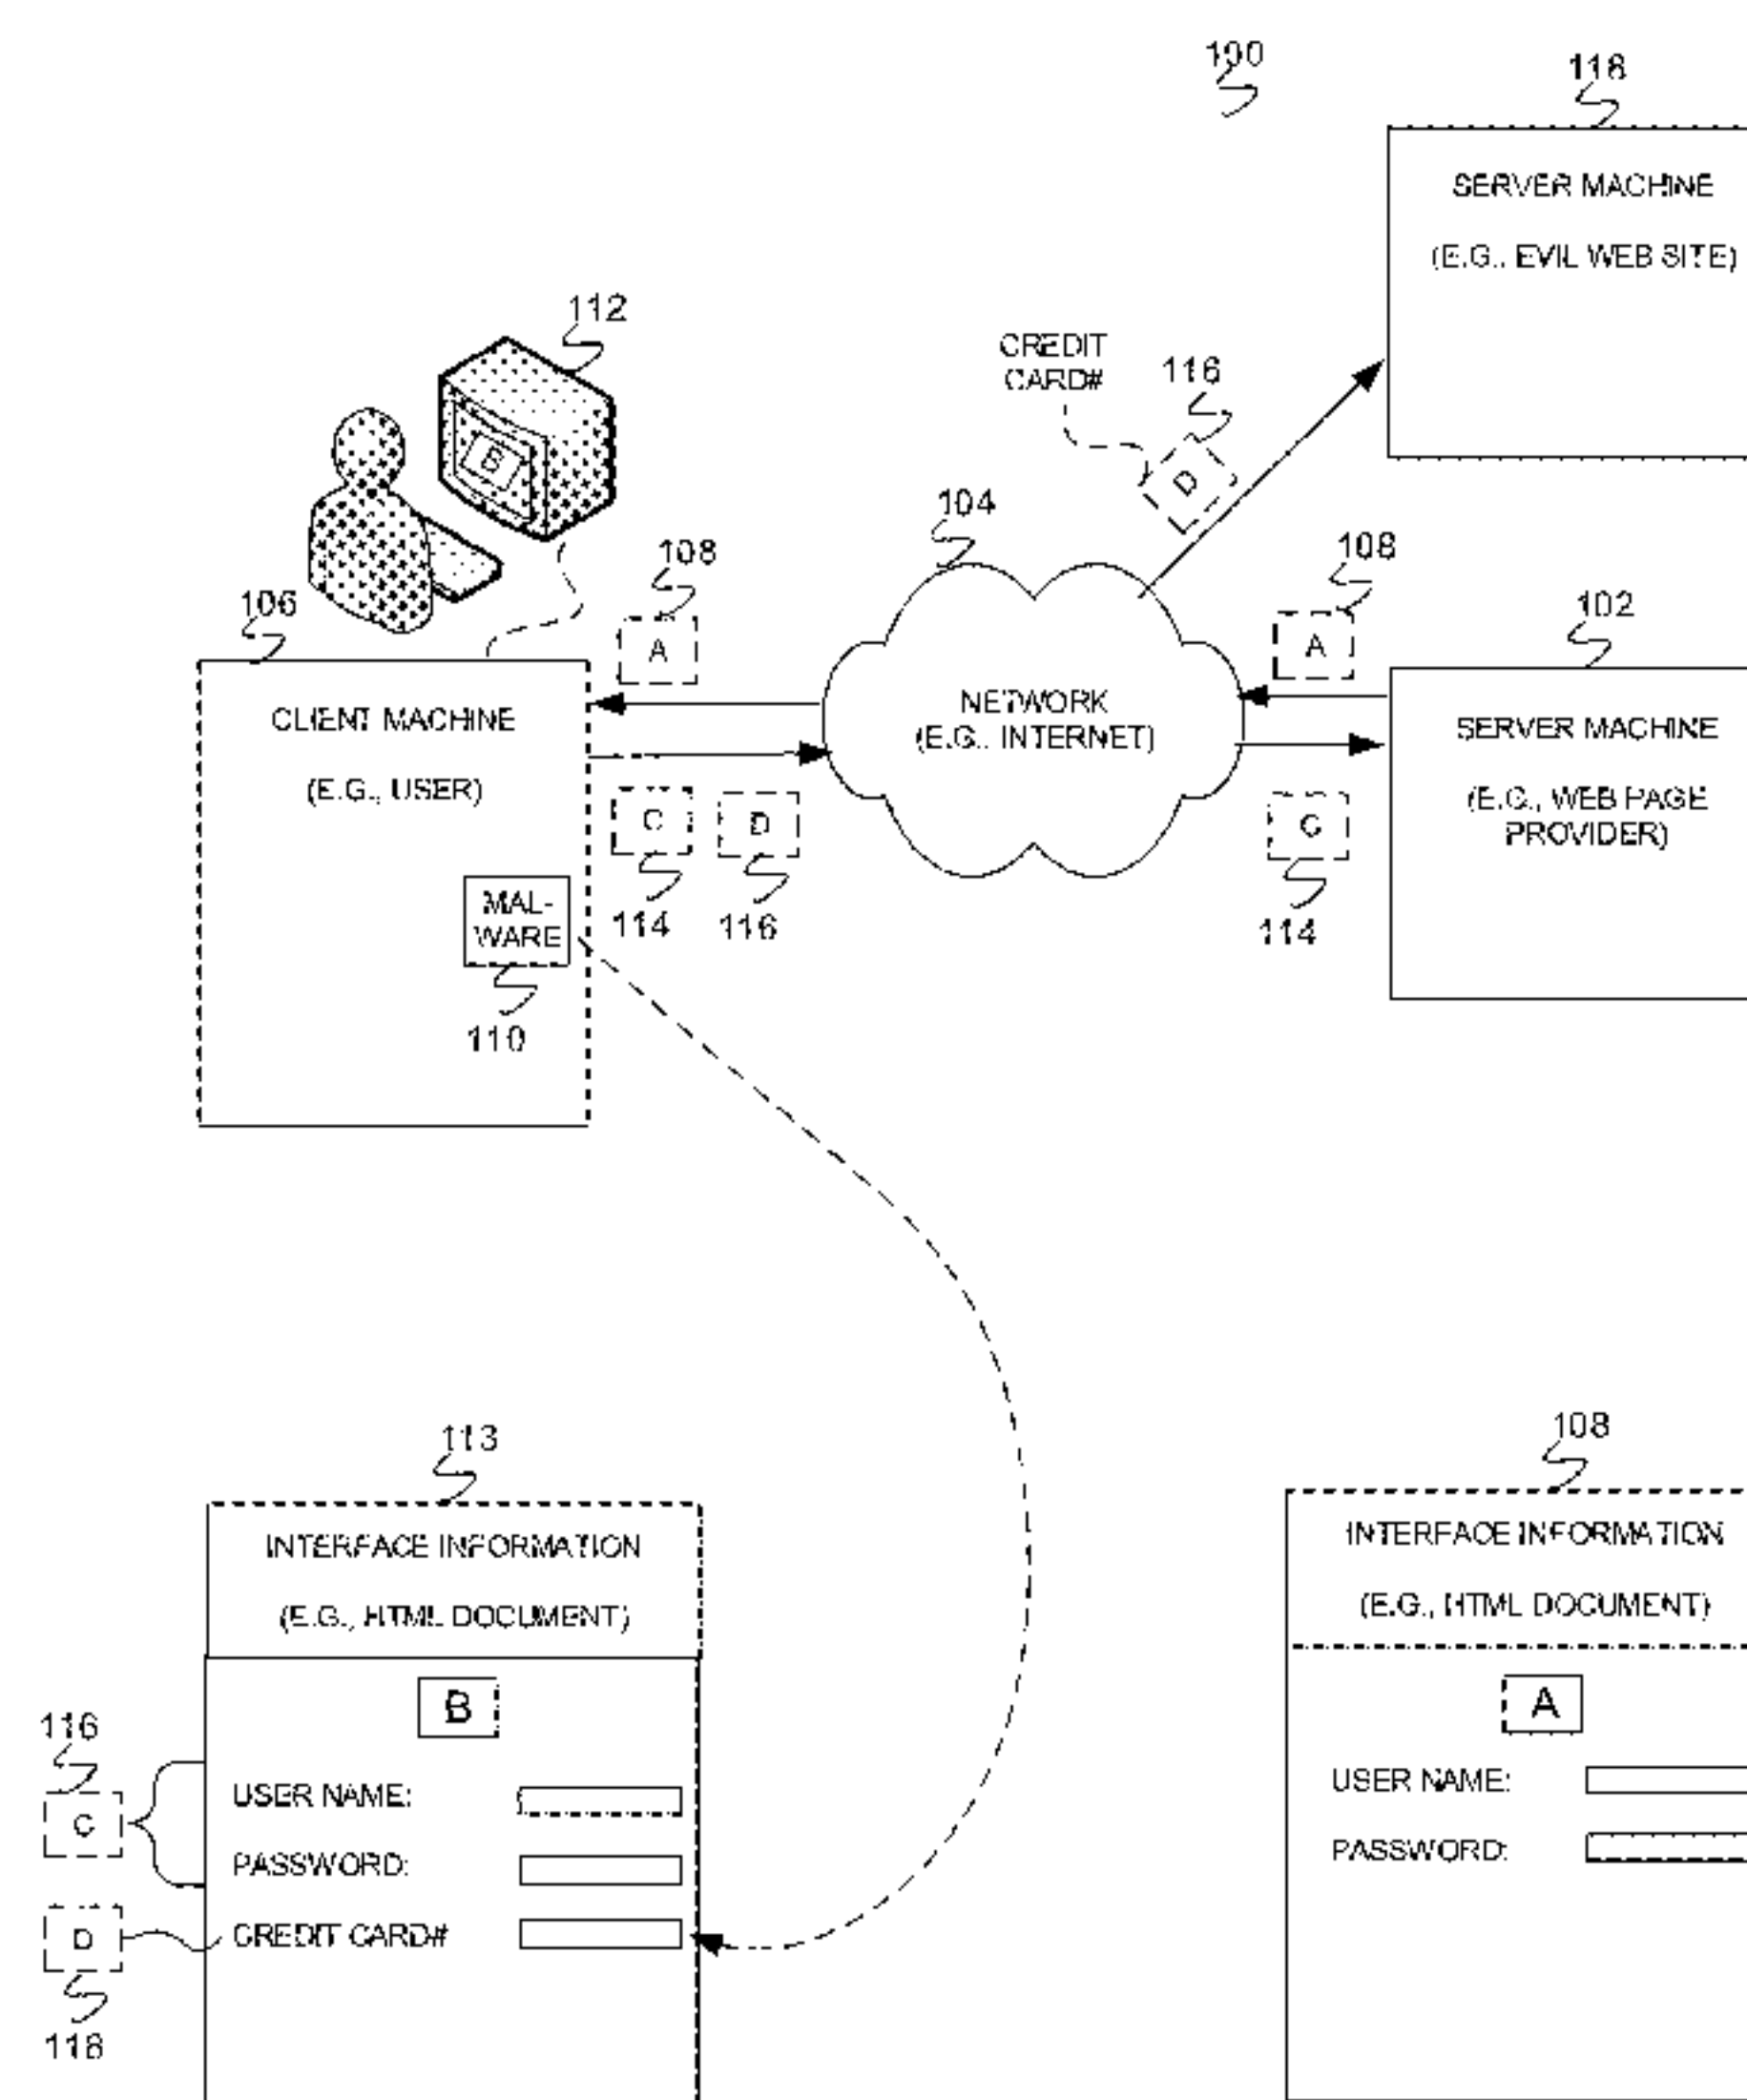 100
118
SERVER MACHINE
(E.G., EVIL WEB SITE)
112
B
CREDIT
CARD#
116
D
104
108
A
108
A
106
102
CLIENT MACHINE
(E.G., USER)
NETWORK
(E.G., INTERNET)
SERVER MACHINE
(E.G., WEB PAGE
PROVIDER)
C
D
C
114
116
114
MAL-
WARE
110
113
INTERFACE INFORMATION
(E.G., HTML DOCUMENT)
B
116
C
USER NAME:
PASSWORD:
D
CREDIT CARD#
118
108
INTERFACE INFORMATION
(E.G., HTML DOCUMENT)
A
USER NAME:
PASSWORD: